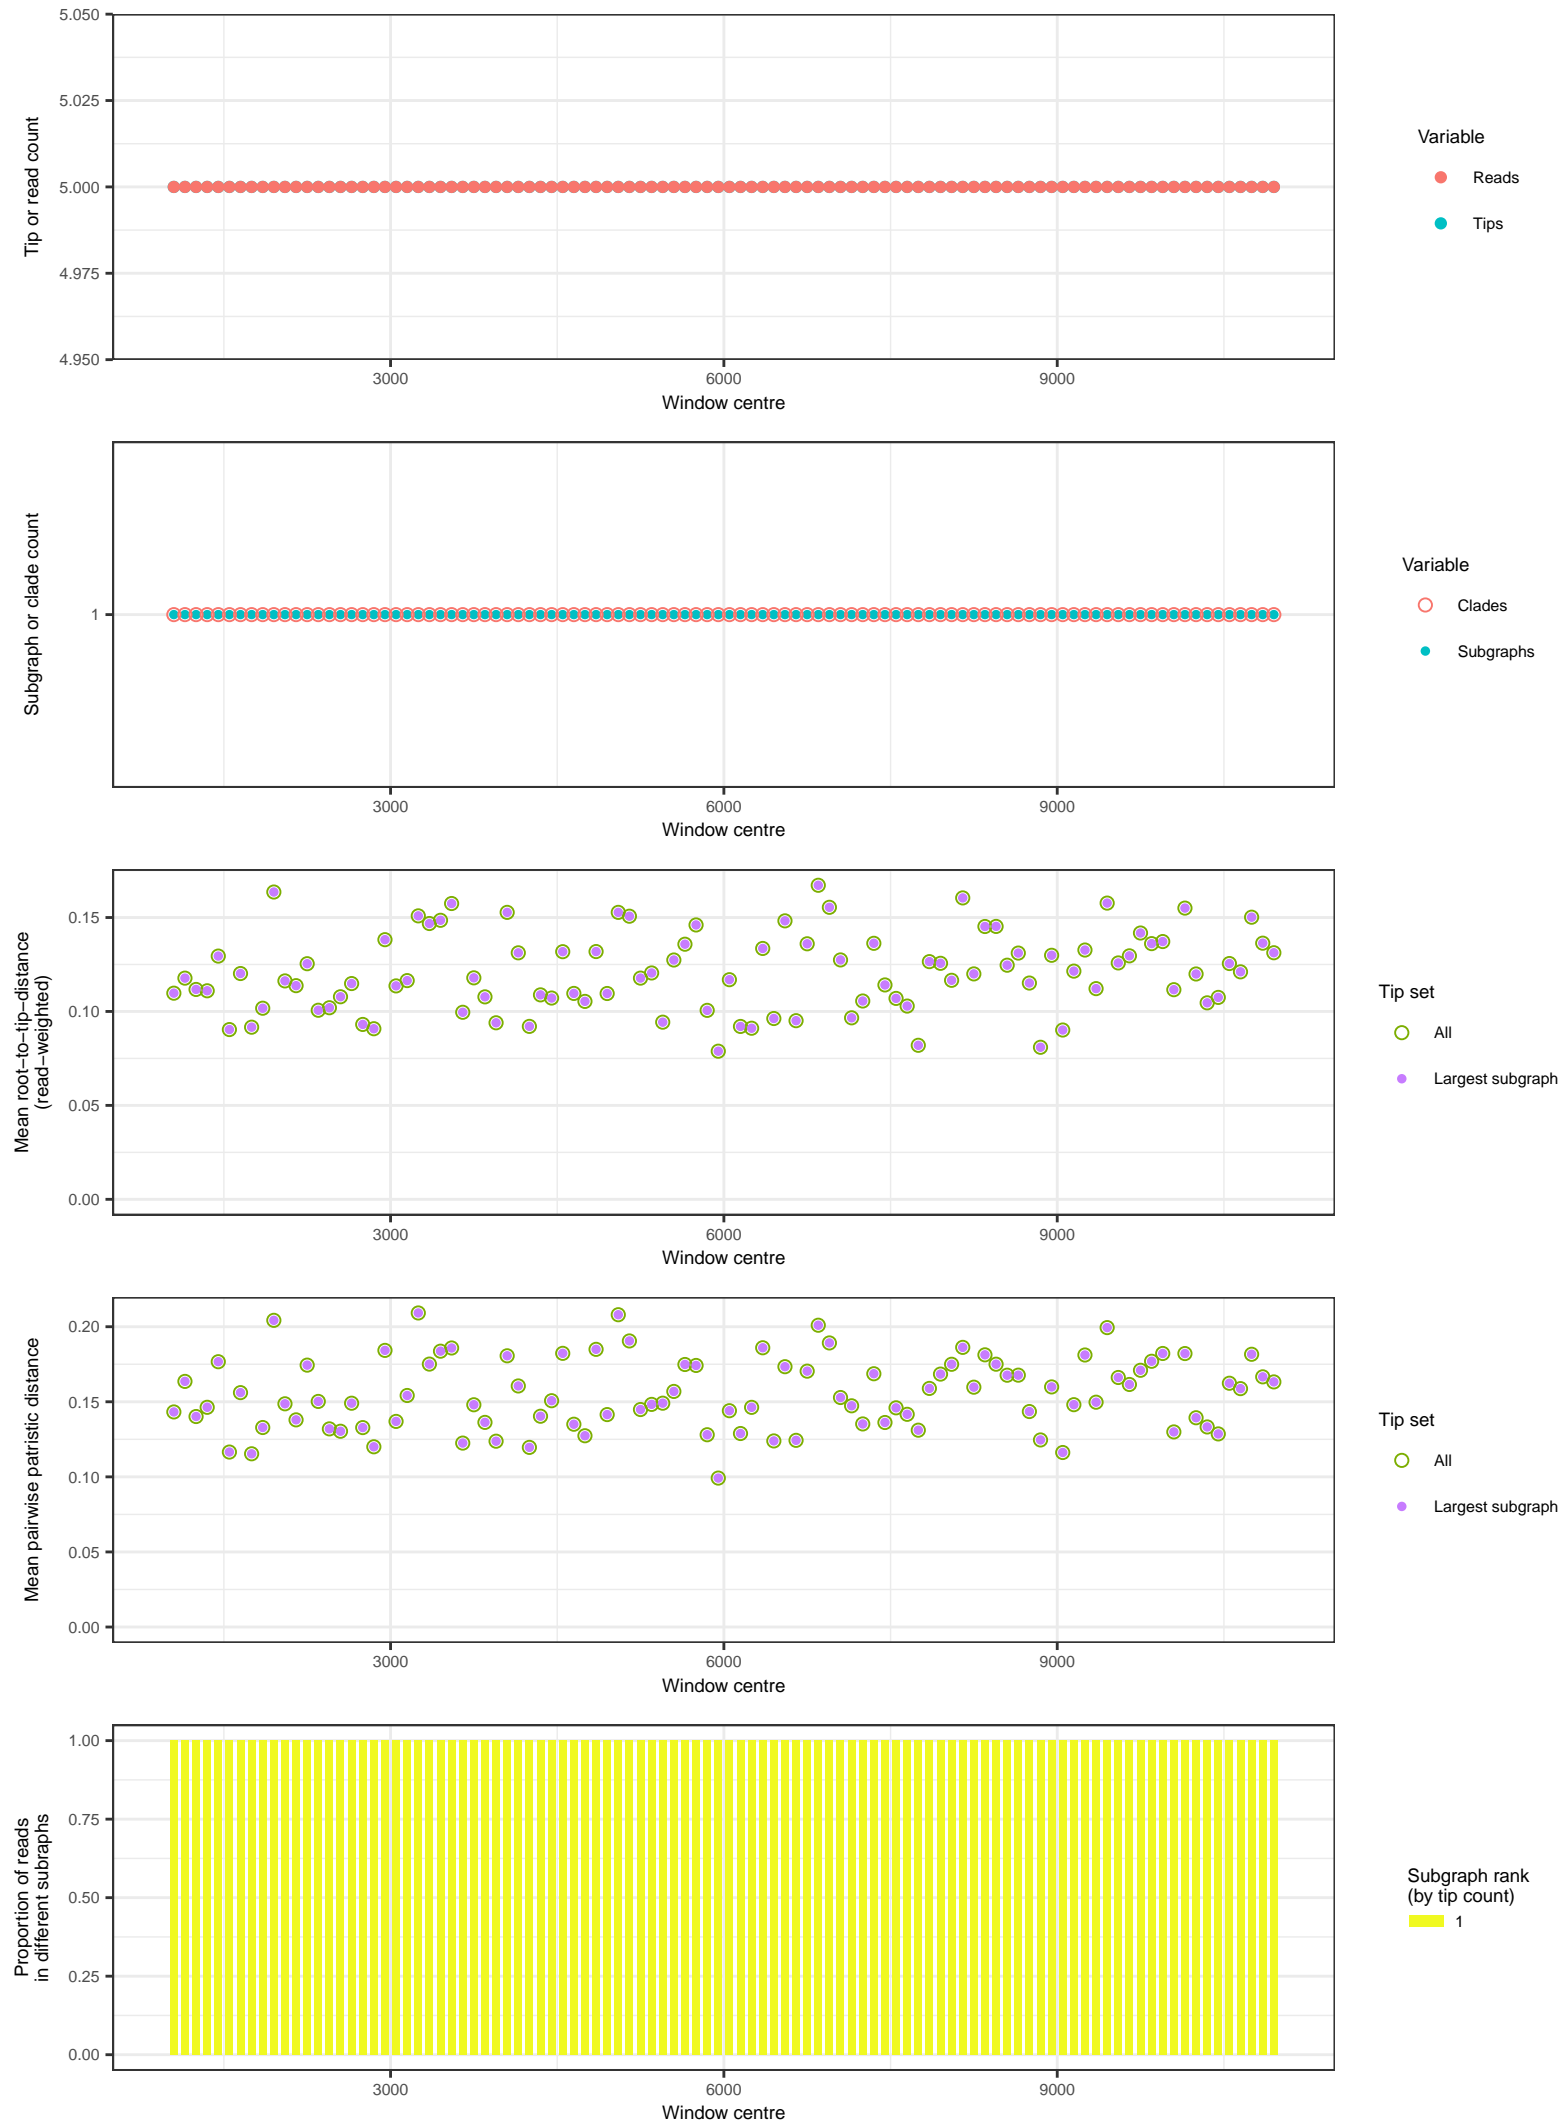 5.050
5.025
5.000
4.975
4.950
Tip or read count
3000
6000
9000
Window centre
Variable
Reads
Tips
1
Subgraph or clade count
3000
6000
9000
Window centre
Variable
Clades
Subgraphs
0.15
0.10
0.05
0.00
Mean root–to–tip–distance
(read–weighted)
3000
6000
9000
Window centre
Tip set
All
Largest subgraph
0.20
0.15
0.10
0.05
0.00
Mean pairwise patristic distance
3000
6000
9000
Window centre
Tip set
All
Largest subgraph
1.00
0.75
0.50
0.25
0.00
Proportion of reads
in different subraphs
3000
6000
9000
Window centre
Subgraph rank
(by tip count)
1